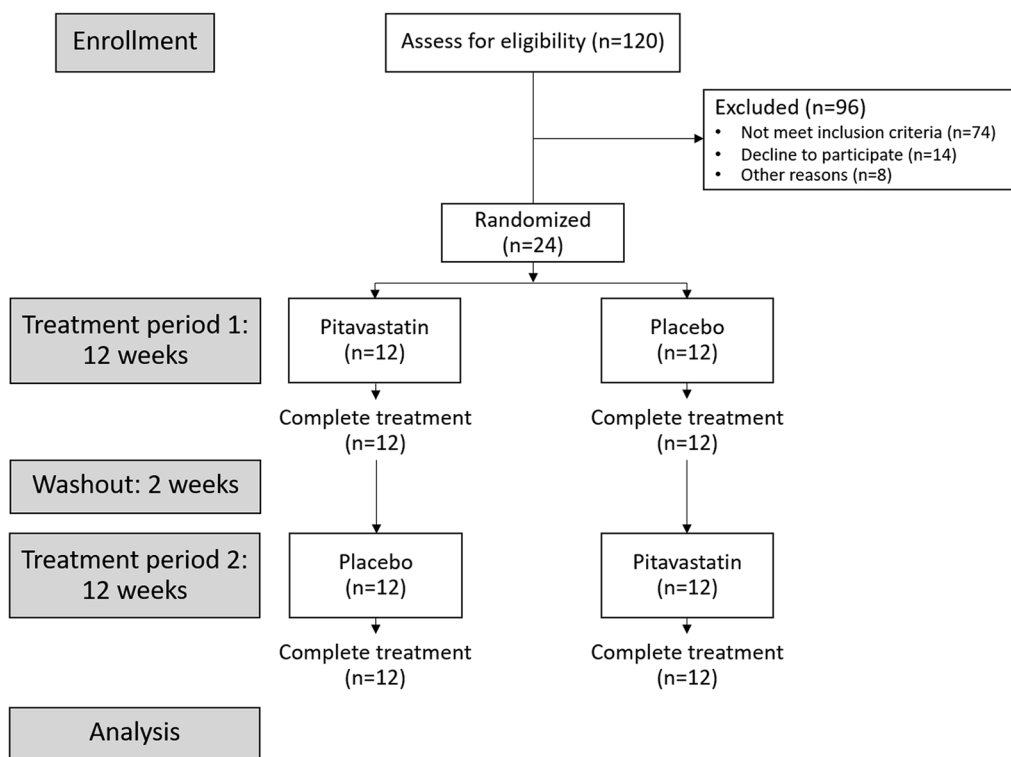 Enrollment
Assess for eligibility (n=120)
Excluded (n=96)
• Not meet inclusion criteria (n=74)
• Decline to participate (n=14)
• Other reasons (n=8)
Randomized
(n=24)
Treatment period 1:
12 weeks
Pitavastatin
(n=12)
Placebo
(n=12)
Complete treatment
(n=12)
Complete treatment
(n=12)
Washout: 2 weeks
Treatment period 2:
12 weeks
Placebo
(n=12)
Pitavastatin
(n=12)
Complete treatment
(n=12)
Complete treatment
(n=12)
Analysis